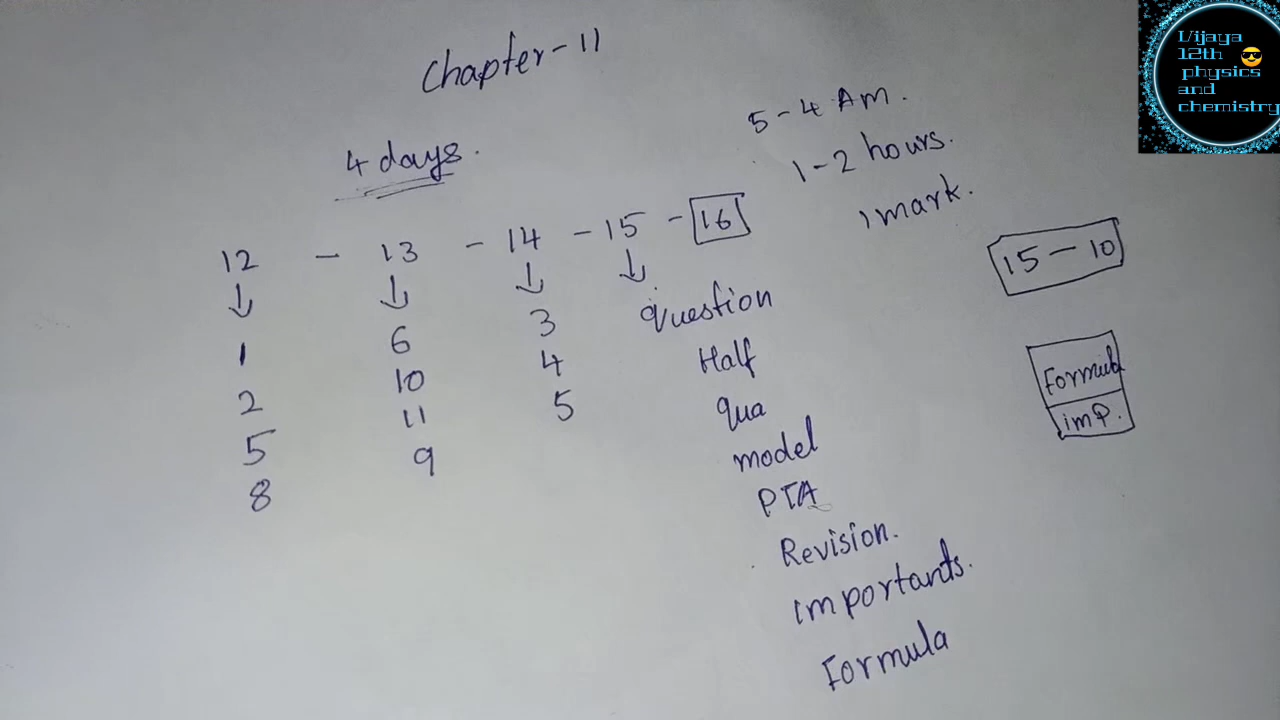 Chapter - 11
4 days.
5 - 4 AM.
1 - 2 hours.
1 mark.
12 - 13 - 14 - 15 - 16
15 - 10
1
2
5
8
6
10
11
9
3
4
5
Question
Half
Qua
model
PTA
Revision.
importants.
Formula
Formula
imp.
Vijaya
12th
physics
and
chemistry